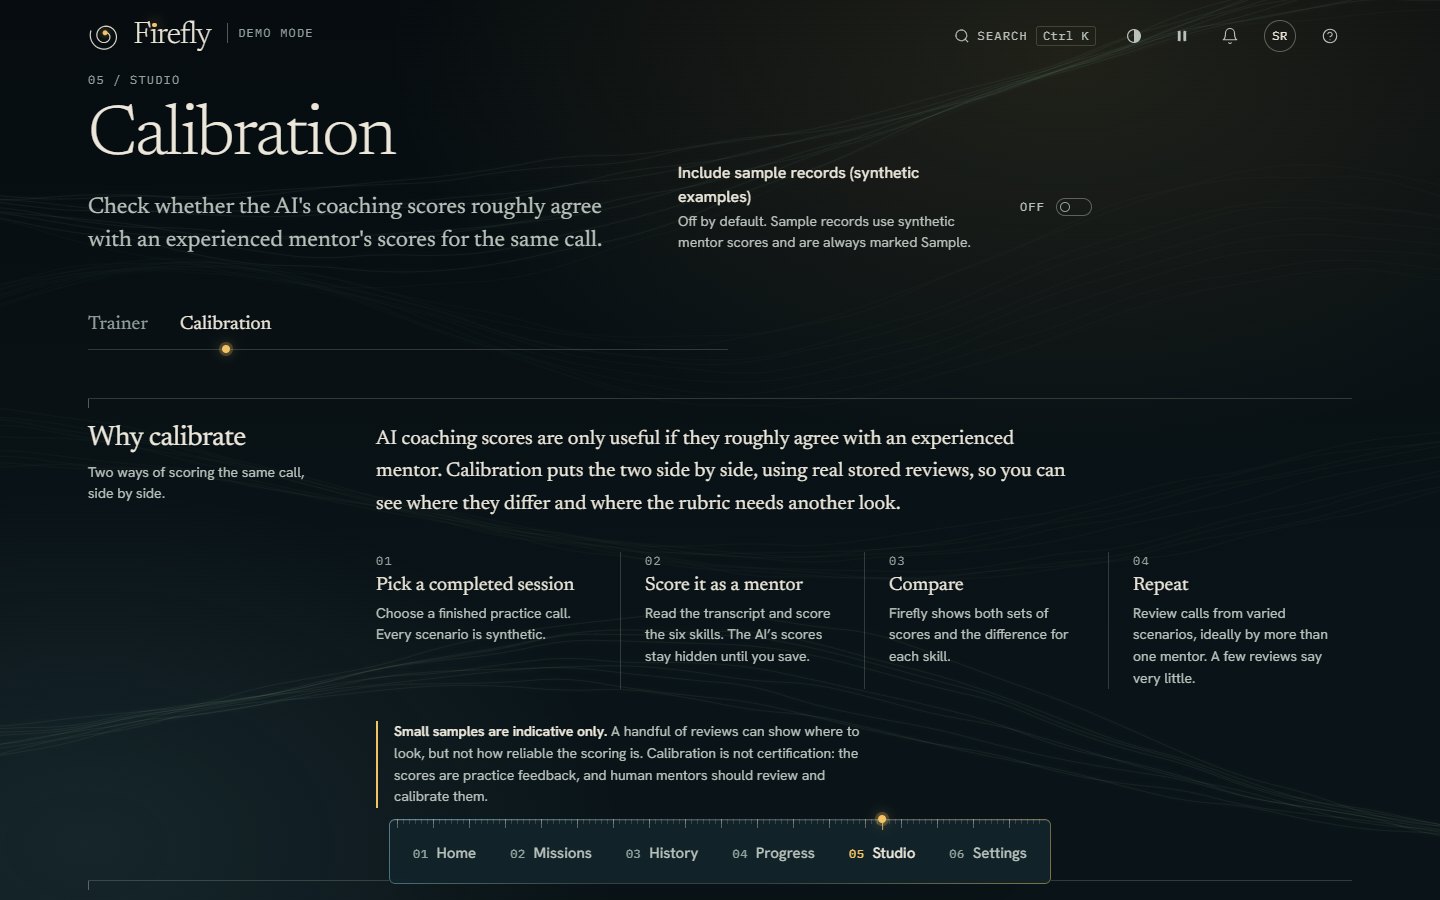 Firefly
DEMO MODE
SEARCH Ctrl K
SR
05 / STUDIO
Calibration
Check whether the AI's coaching scores roughly agree
with an experienced mentor's scores for the same call.
Include sample records (synthetic
examples)
Off by default. Sample records use synthetic
mentor scores and are always marked Sample.
OFF
Trainer
Calibration
Why calibrate
Two ways of scoring the same call,
side by side.
AI coaching scores are only useful if they roughly agree with an experienced
mentor. Calibration puts the two side by side, using real stored reviews, so you can
see where they differ and where the rubric needs another look.
01
Pick a completed session
Choose a finished practice call.
Every scenario is synthetic.
02
Score it as a mentor
Read the transcript and score
the six skills. The AI’s scores
stay hidden until you save.
03
Compare
Firefly shows both sets of
scores and the difference for
each skill.
04
Repeat
Review calls from varied
scenarios, ideally by more than
one mentor. A few reviews say
very little.
Small samples are indicative only. A handful of reviews can show where to
look, but not how reliable the scoring is. Calibration is not certification: the
scores are practice feedback, and human mentors should review and
calibrate them.
01 Home
02 Missions
03 History
04 Progress
05 Studio
06 Settings